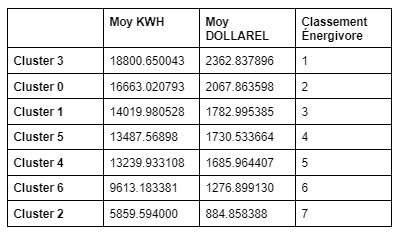 Moy KWH Moy DOLLAREL Classement Énergivore
Cluster 3 18800.650043 2362.837896 1
Cluster 0 16663.020793 2067.863598 2
Cluster 1 14019.980528 1782.995385 3
Cluster 5 13487.56898 1730.533664 4
Cluster 4 13239.933108 1685.964407 5
Cluster 6 9613.183381 1276.899130 6
Cluster 2 5859.594000 884.858388 7